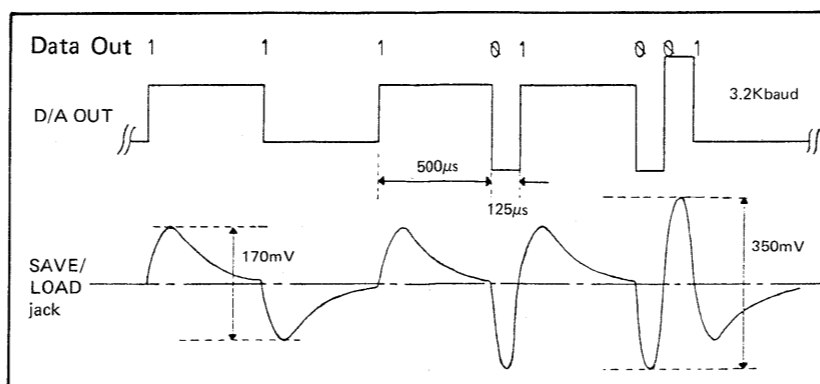 Data Out 1 1 1 0 1 0 0 1
D/A OUT
3.2Kbaud
500μs
125μs
170mV
350mV
SAVE/
LOAD
jack